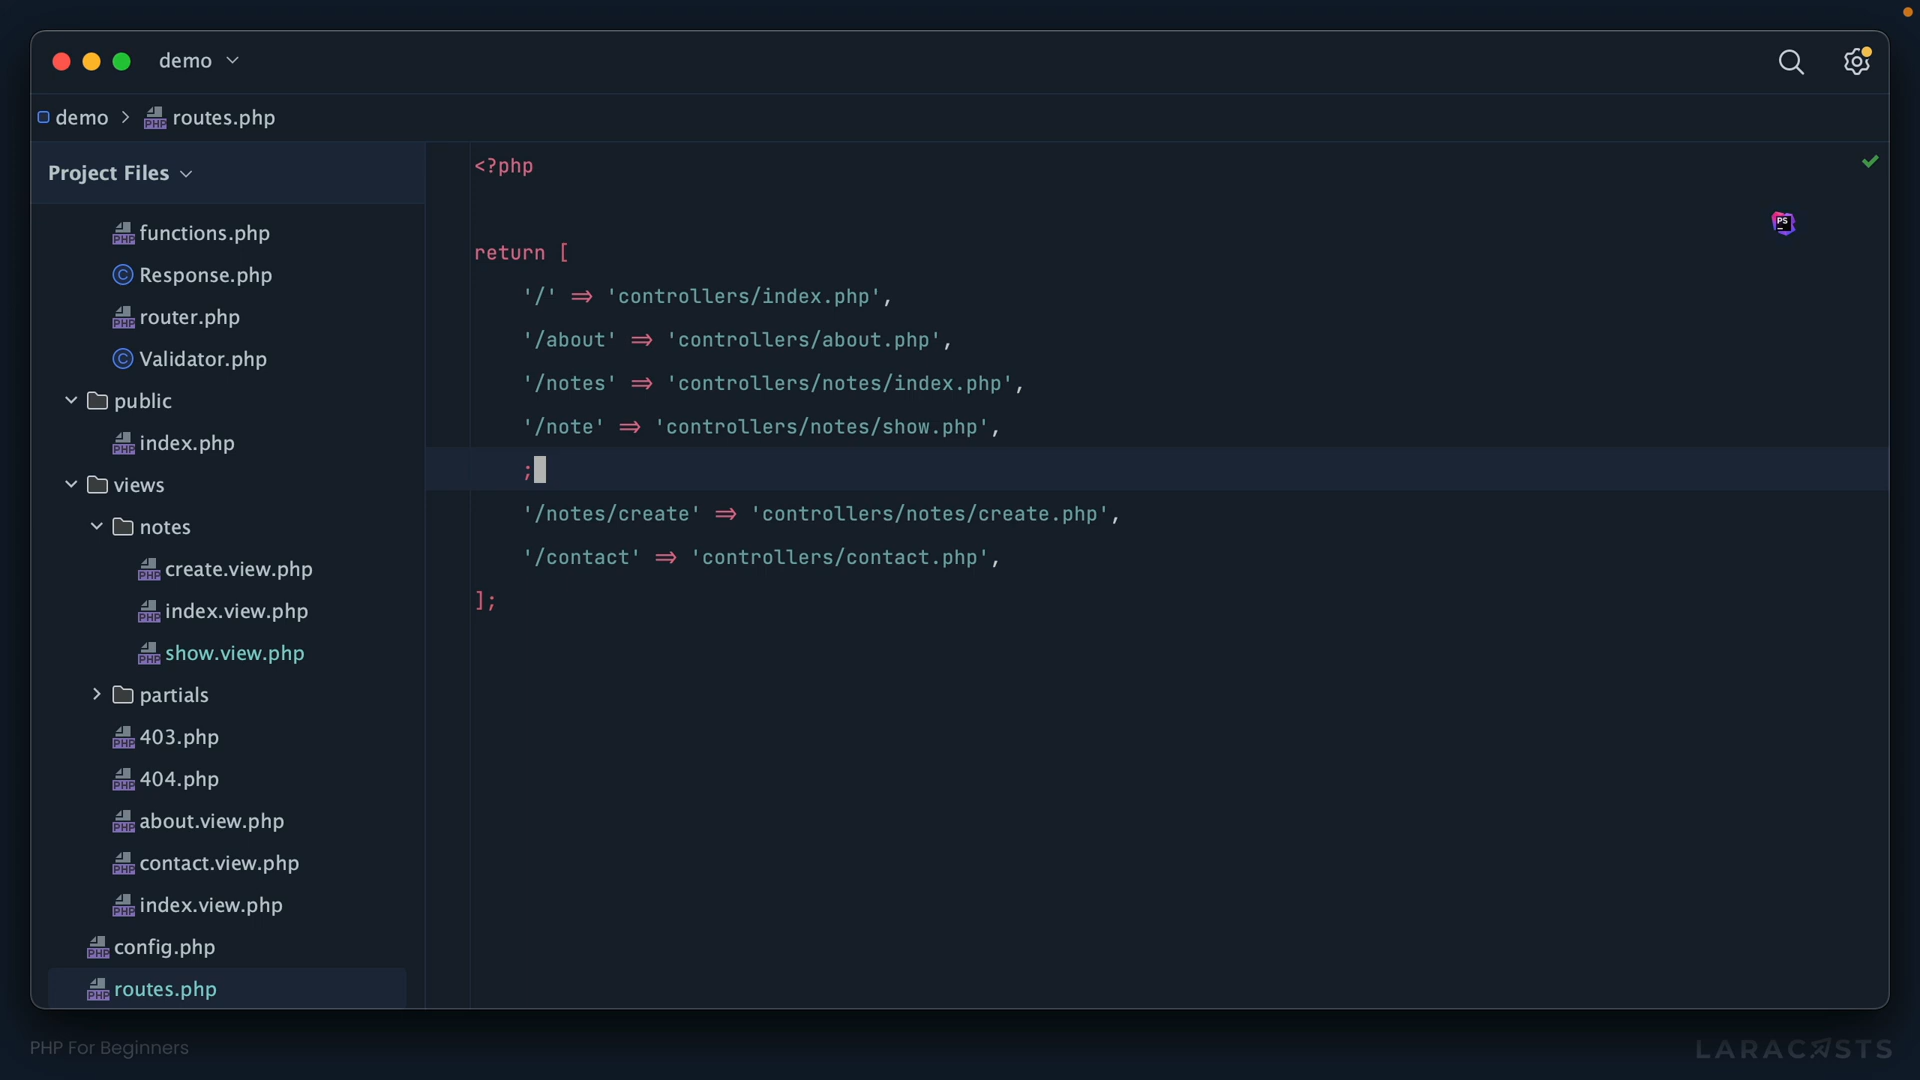 demo
demo > routes.php
Project Files
functions.php
Response.php
router.php
Validator.php
public
index.php
views
notes
create.view.php
index.view.php
show.view.php
partials
403.php
404.php
about.view.php
contact.view.php
index.view.php
config.php
routes.php
<?php
return [
'/' => 'controllers/index.php',
'/about' => 'controllers/about.php',
'/notes' => 'controllers/notes/index.php',
'/note' => 'controllers/notes/show.php',
;
'/notes/create' => 'controllers/notes/create.php',
'/contact' => 'controllers/contact.php',
];
PS
PHP For Beginners
LARACASTS